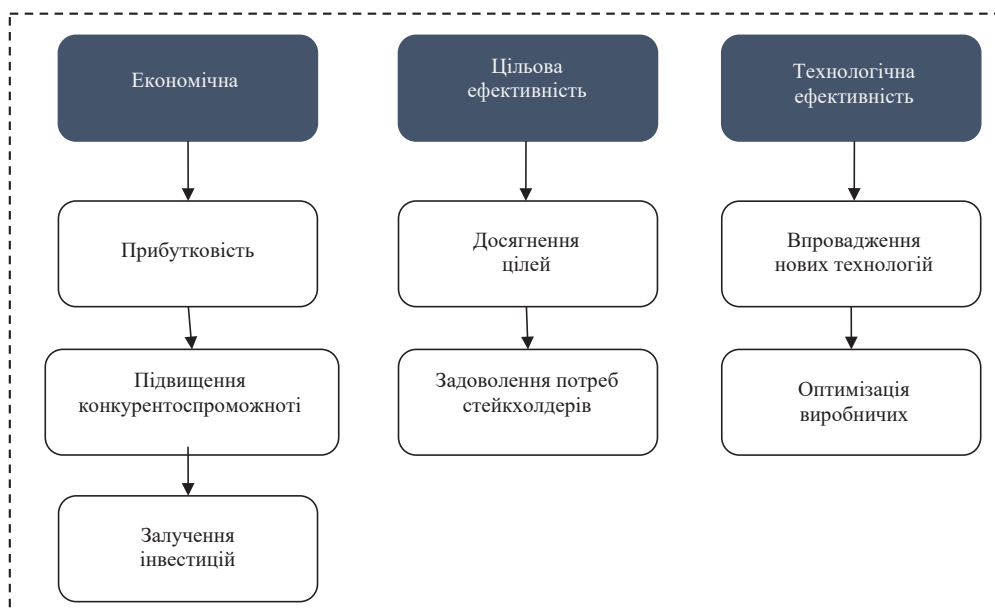 Економічна
Цільова
ефективність
Технологічна
ефективність
Прибутковість
Досягнення
цілей
Впровадження
нових технологій
Підвищення
конкурентоспроможноті
Задоволення потреб
стейкхолдерів
Оптимізація
виробничих
Залучення
інвестицій